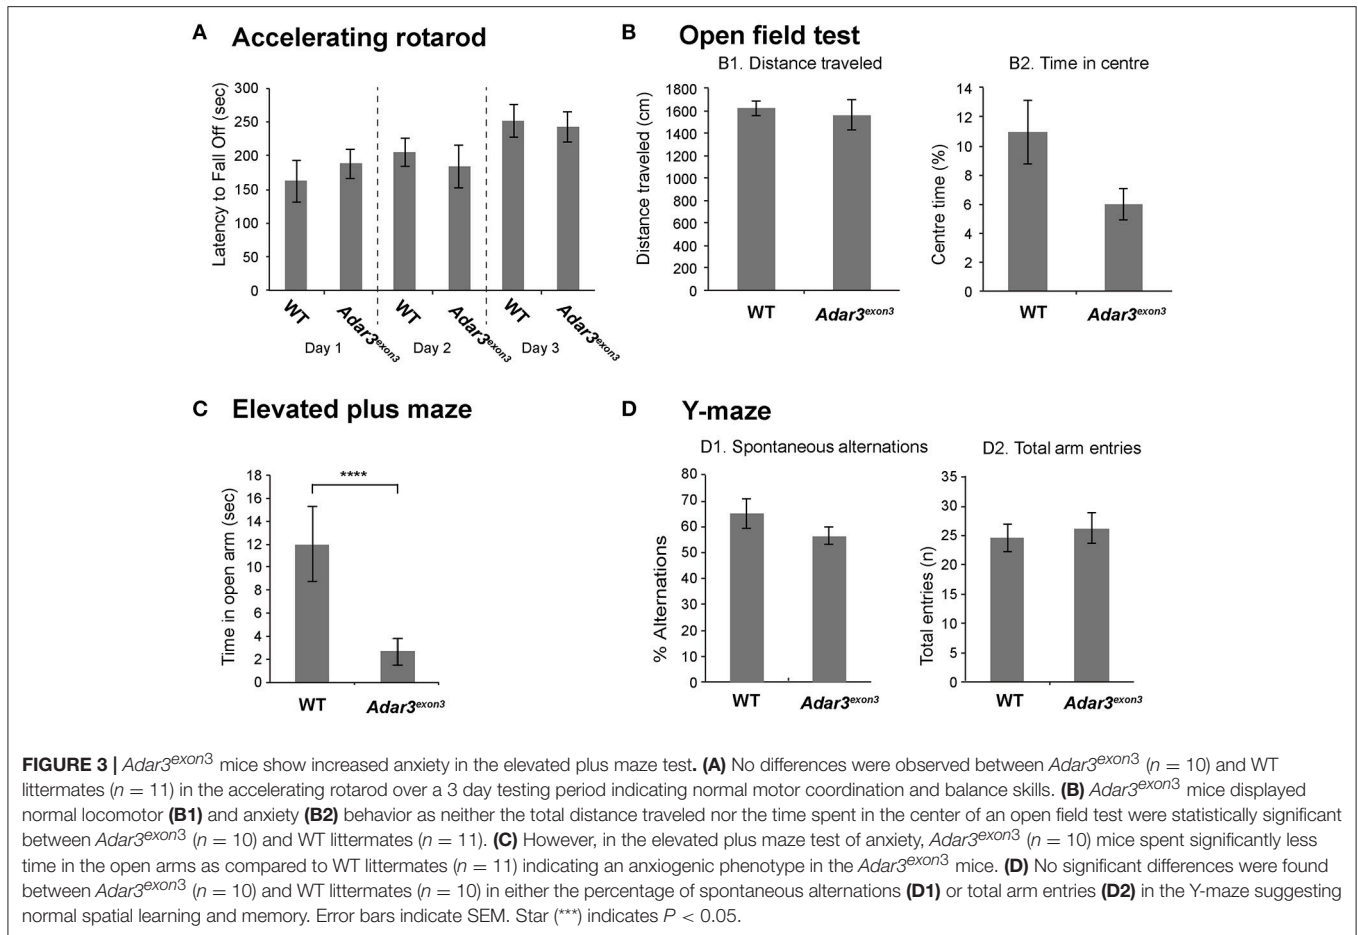 A Accelerating rotarod
Latency to Fall Off (sec)
300
250
200
150
100
50
0
WT
Adar3exon3
WT
Adar3exon3
WT
Adar3exon3
Day 1
Day 2
Day 3
B Open field test
B1. Distance traveled
Distance traveled (cm)
1800
1600
1400
1200
1000
800
600
400
200
0
WT
Adar3exon3
B2. Time in centre
Centre time (%)
14
12
10
8
6
4
2
0
WT
Adar3exon3
C Elevated plus maze
Time in open arm (sec)
18
16
14
12
10
8
6
4
2
0
****
WT
Adar3exon3
D Y-maze
D1. Spontaneous alternations
% Alternations
80
70
60
50
40
30
20
10
0
WT
Adar3exon3
D2. Total arm entries
Total entries (n)
35
30
25
20
15
10
5
0
WT
Adar3exon3
FIGURE 3 | Adar3exon3 mice show increased anxiety in the elevated plus maze test. (A) No differences were observed between Adar3exon3 (n = 10) and WT
littermates (n = 11) in the accelerating rotarod over a 3 day testing period indicating normal motor coordination and balance skills. (B) Adar3exon3 mice displayed
normal locomotor (B1) and anxiety (B2) behavior as neither the total distance traveled nor the time spent in the center of an open field test were statistically significant
between Adar3exon3 (n = 10) and WT littermates (n = 11). (C) However, in the elevated plus maze test of anxiety, Adar3exon3 (n = 10) mice spent significantly less
time in the open arms as compared to WT littermates (n = 11) indicating an anxiogenic phenotype in the Adar3exon3 mice. (D) No significant differences were found
between Adar3exon3 (n = 10) and WT littermates (n = 10) in either the percentage of spontaneous alternations (D1) or total arm entries (D2) in the Y-maze suggesting
normal spatial learning and memory. Error bars indicate SEM. Star (***) indicates P < 0.05.